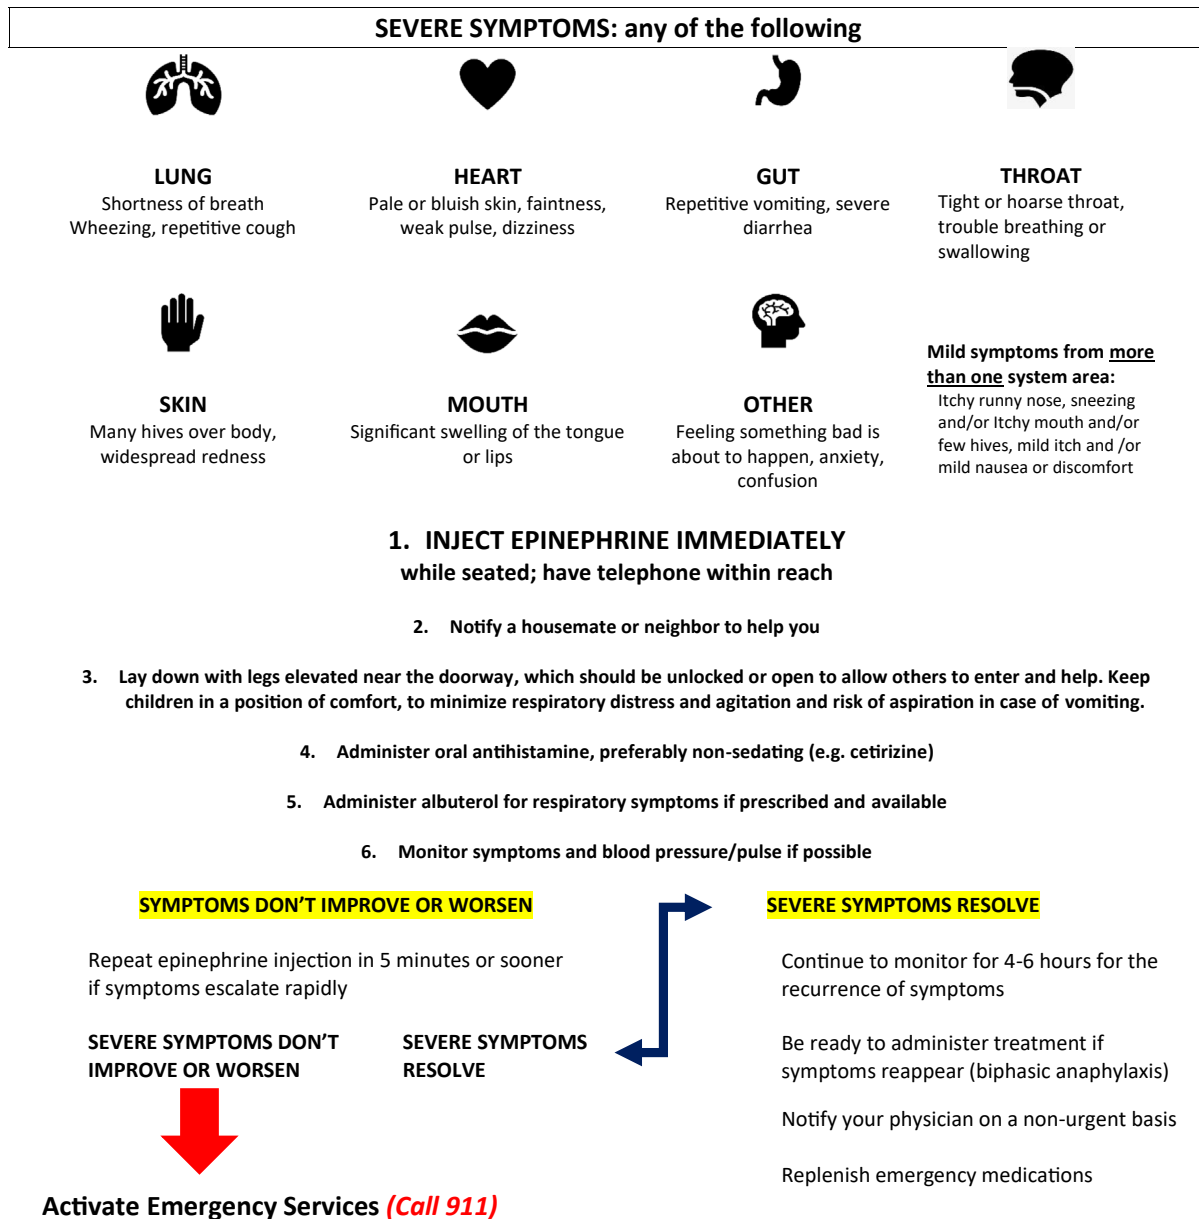 SEVERE SYMPTOMS: any of the following
LUNG
Shortness of breath
Wheezing, repetitive cough
HEART
Pale or bluish skin, faintness,
weak pulse, dizziness
GUT
Repetitive vomiting, severe
diarrhea
THROAT
Tight or hoarse throat,
trouble breathing or
swallowing
SKIN
Many hives over body,
widespread redness
MOUTH
Significant swelling of the tongue
or lips
OTHER
Feeling something bad is
about to happen, anxiety,
confusion
Mild symptoms from more
than one system area:
Itchy runny nose, sneezing
and/or Itchy mouth and/or
few hives, mild itch and /or
mild nausea or discomfort
1. INJECT EPINEPHRINE IMMEDIATELY
while seated; have telephone within reach
2. Notify a housemate or neighbor to help you
3. Lay down with legs elevated near the doorway, which should be unlocked or open to allow others to enter and help. Keep
children in a position of comfort, to minimize respiratory distress and agitation and risk of aspiration in case of vomiting.
4. Administer oral antihistamine, preferably non-sedating (e.g. cetirizine)
5. Administer albuterol for respiratory symptoms if prescribed and available
6. Monitor symptoms and blood pressure/pulse if possible
SYMPTOMS DON'T IMPROVE OR WORSEN
Repeat epinephrine injection in 5 minutes or sooner
if symptoms escalate rapidly
SEVERE SYMPTOMS DON'T
IMPROVE OR WORSEN
SEVERE SYMPTOMS
RESOLVE
Activate Emergency Services (Call 911)
SEVERE SYMPTOMS RESOLVE
Continue to monitor for 4-6 hours for the
recurrence of symptoms
Be ready to administer treatment if
symptoms reappear (biphasic anaphylaxis)
Notify your physician on a non-urgent basis
Replenish emergency medications